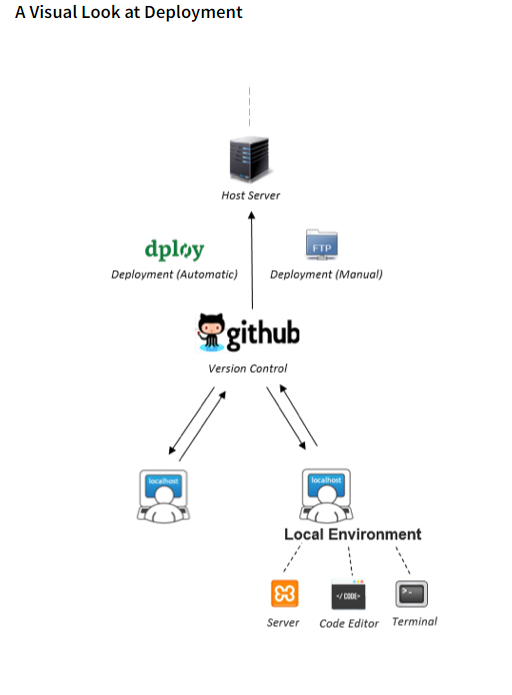 A Visual Look at Deployment
Host Server
dploy
FTP
Deployment (Automatic)
Deployment (Manual)
github
Version Control
localhost
localhost
Local Environment
</CODE>
>-
Server
Code Editor
Terminal